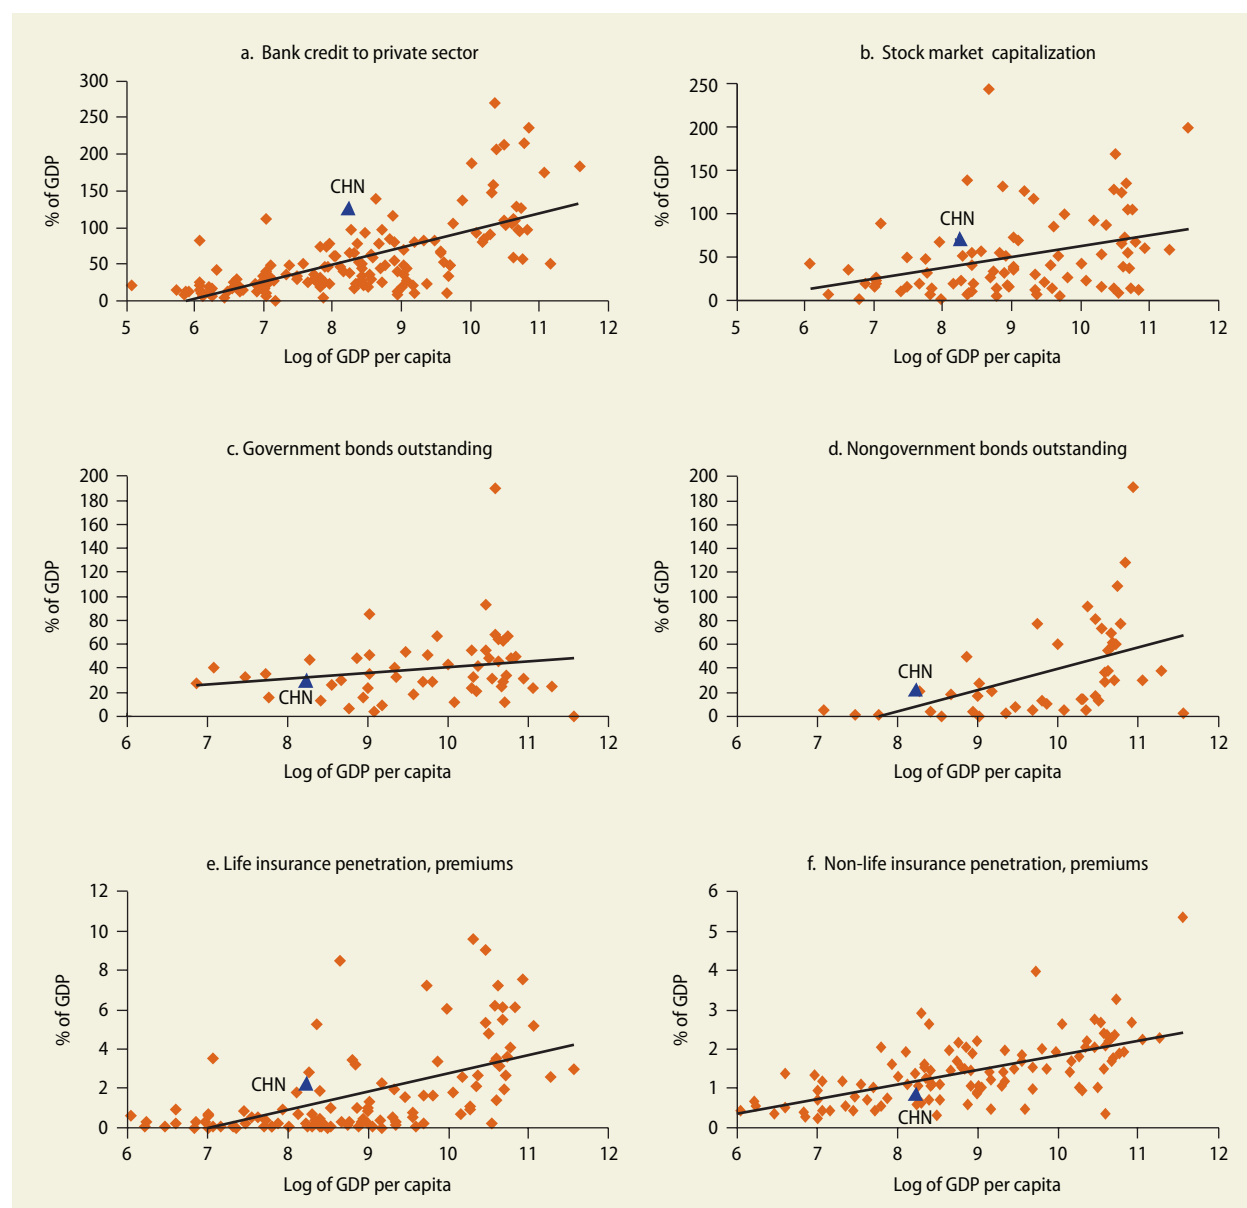 a. Bank credit to private sector
300
250
200
150
100
50
0
% of GDP
CHN
5 6 7 8 9 10 11 12
Log of GDP per capita
b. Stock market capitalization
250
200
150
100
50
0
% of GDP
CHN
5 6 7 8 9 10 11 12
Log of GDP per capita
c. Government bonds outstanding
200
180
160
140
120
100
80
60
40
20
0
% of GDP
CHN
6 7 8 9 10 11 12
Log of GDP per capita
d. Nongovernment bonds outstanding
200
180
160
140
120
100
80
60
40
20
0
% of GDP
CHN
6 7 8 9 10 11 12
Log of GDP per capita
e. Life insurance penetration, premiums
12
10
8
6
4
2
0
% of GDP
CHN
6 7 8 9 10 11 12
Log of GDP per capita
f. Non-life insurance penetration, premiums
6
5
4
3
2
1
0
% of GDP
CHN
6 7 8 9 10 11 12
Log of GDP per capita